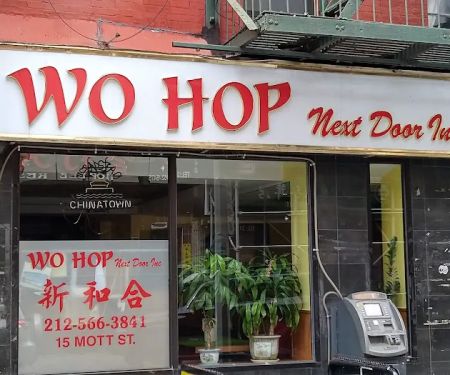 WO HOP Next Door Inc
CHINATOWN
WO HOP Next Door Inc
新和合
212-566-3841
15 MOTT ST.